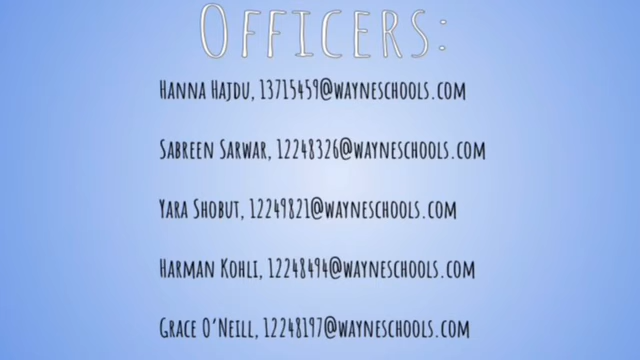 OFFICERS:
HANNA HAJDU, 13715459@WAYNESCHOOLS.COM
SABREEN SARWAR, 12248326@WAYNESCHOOLS.COM
YARA SHOBUT, 12249821@WAYNESCHOOLS.COM
HARMAN KOHLI, 12248494@WAYNESCHOOLS.COM
GRACE O'NEILL, 12248197@WAYNESCHOOLS.COM